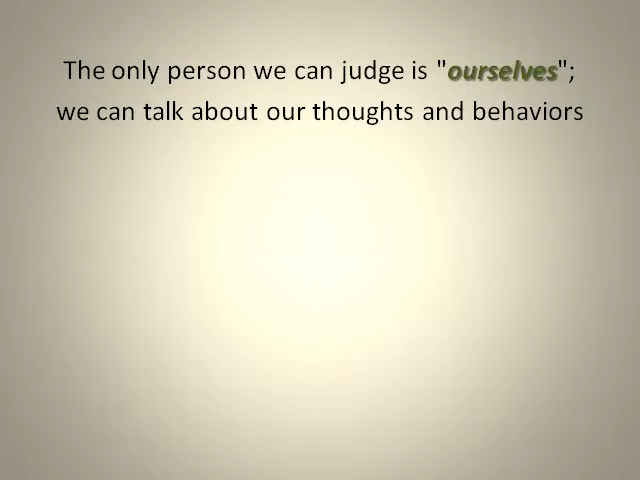 The only person we can judge is "ourselves";
we can talk about our thoughts and behaviors